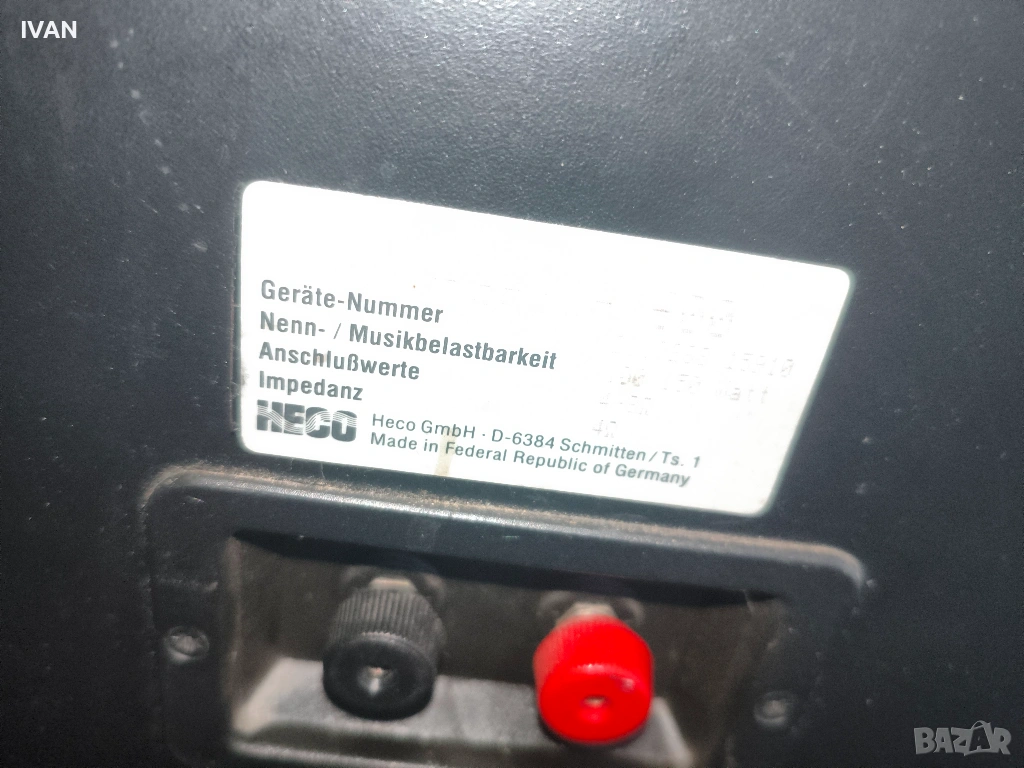 IVAN
Geräte-Nummer
Nenn- / Musikbelastbarkeit
Anschlußwerte
Impedanz
HECO Heco GmbH · D-6384 Schmitten / Ts. 1
Made in Federal Republic of Germany
BAZAR